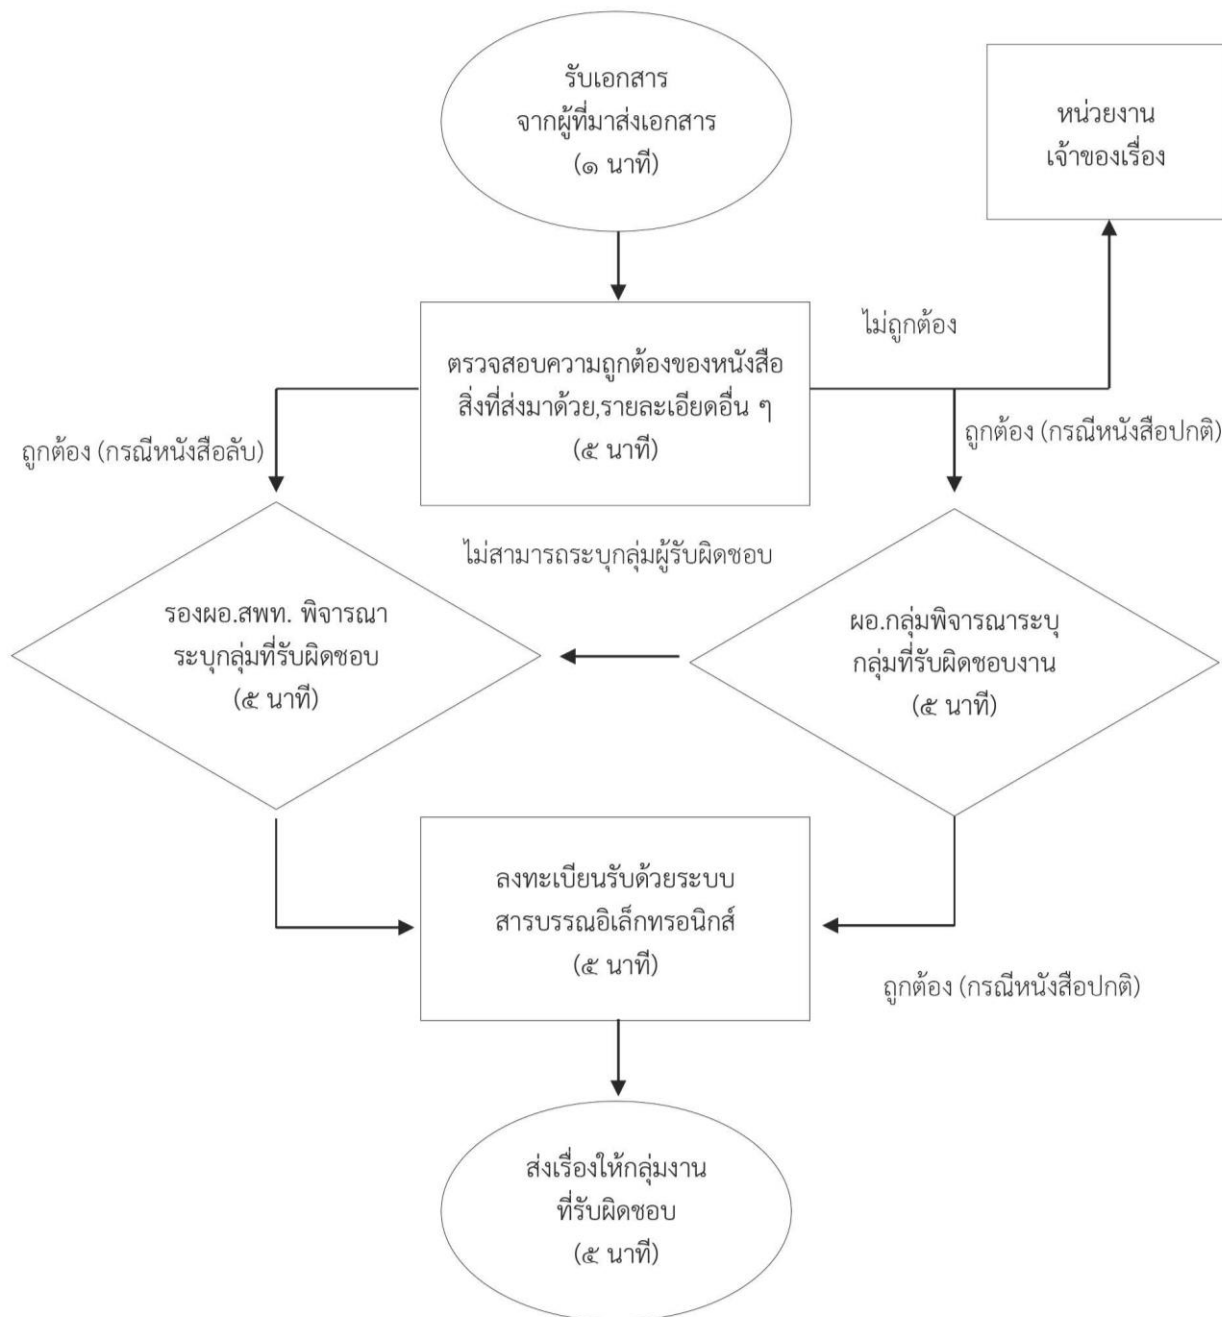 รับเอกสาร
จากผู้ที่มาส่งเอกสาร
(๑ นาที)
หน่วยงาน
เจ้าของเรื่อง
ไม่ถูกต้อง
ตรวจสอบความถูกต้องของหนังสือ
สิ่งที่ส่งมาด้วย,รายละเอียดอื่น ๆ
(๕ นาที)
ถูกต้อง (กรณีหนังสือลับ)
ถูกต้อง (กรณีหนังสือปกติ)
ไม่สามารถระบุกลุ่มผู้รับผิดชอบ
รองผอ.สพท. พิจารณา
ระบุกลุ่มที่รับผิดชอบ
(๕ นาที)
ผอ.กลุ่มพิจารณาระบุ
กลุ่มที่รับผิดชอบงาน
(๕ นาที)
ลงทะเบียนรับด้วยระบบ
สารบรรณอิเล็กทรอนิกส์
(๕ นาที)
ถูกต้อง (กรณีหนังสือปกติ)
ส่งเรื่องให้กลุ่มงาน
ที่รับผิดชอบ
(๕ นาที)